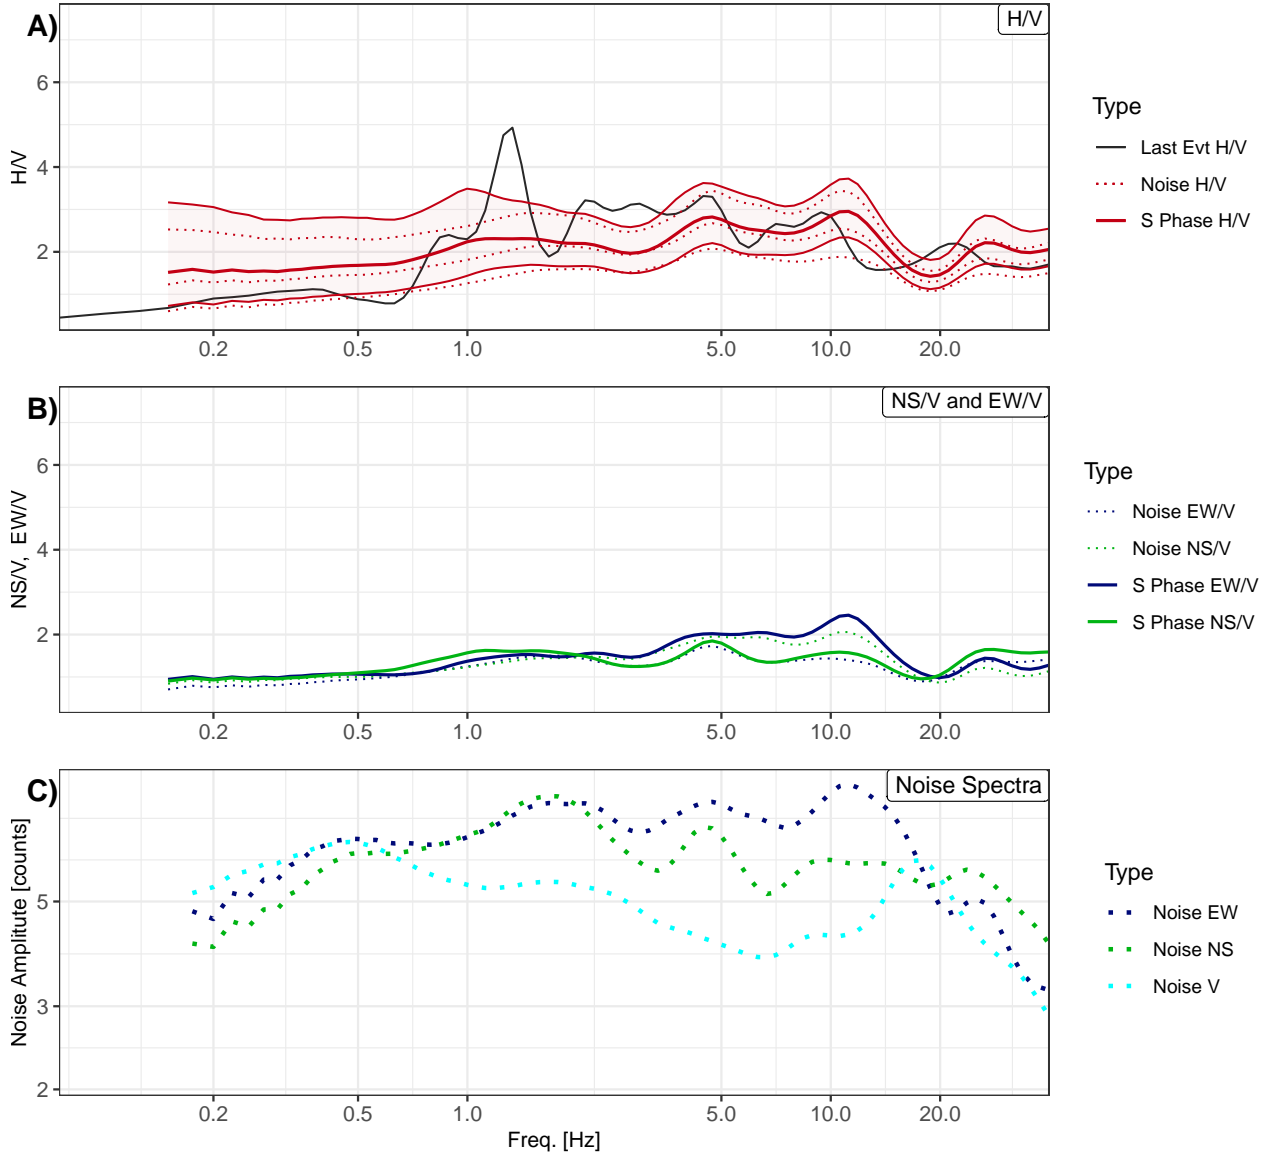 A)
H/V
H/V
6
4
2
0.2 0.5 1.0 5.0 10.0 20.0
Type
Last Evt H/V
Noise H/V
S Phase H/V
B)
NS/V and EW/V
NS/V, EW/V
6
4
2
0.2 0.5 1.0 5.0 10.0 20.0
Type
Noise EW/V
Noise NS/V
S Phase EW/V
S Phase NS/V
C)
Noise Spectra
Noise Amplitude [counts]
5
3
2
0.2 0.5 1.0 5.0 10.0 20.0
Freq. [Hz]
Type
Noise EW
Noise NS
Noise V